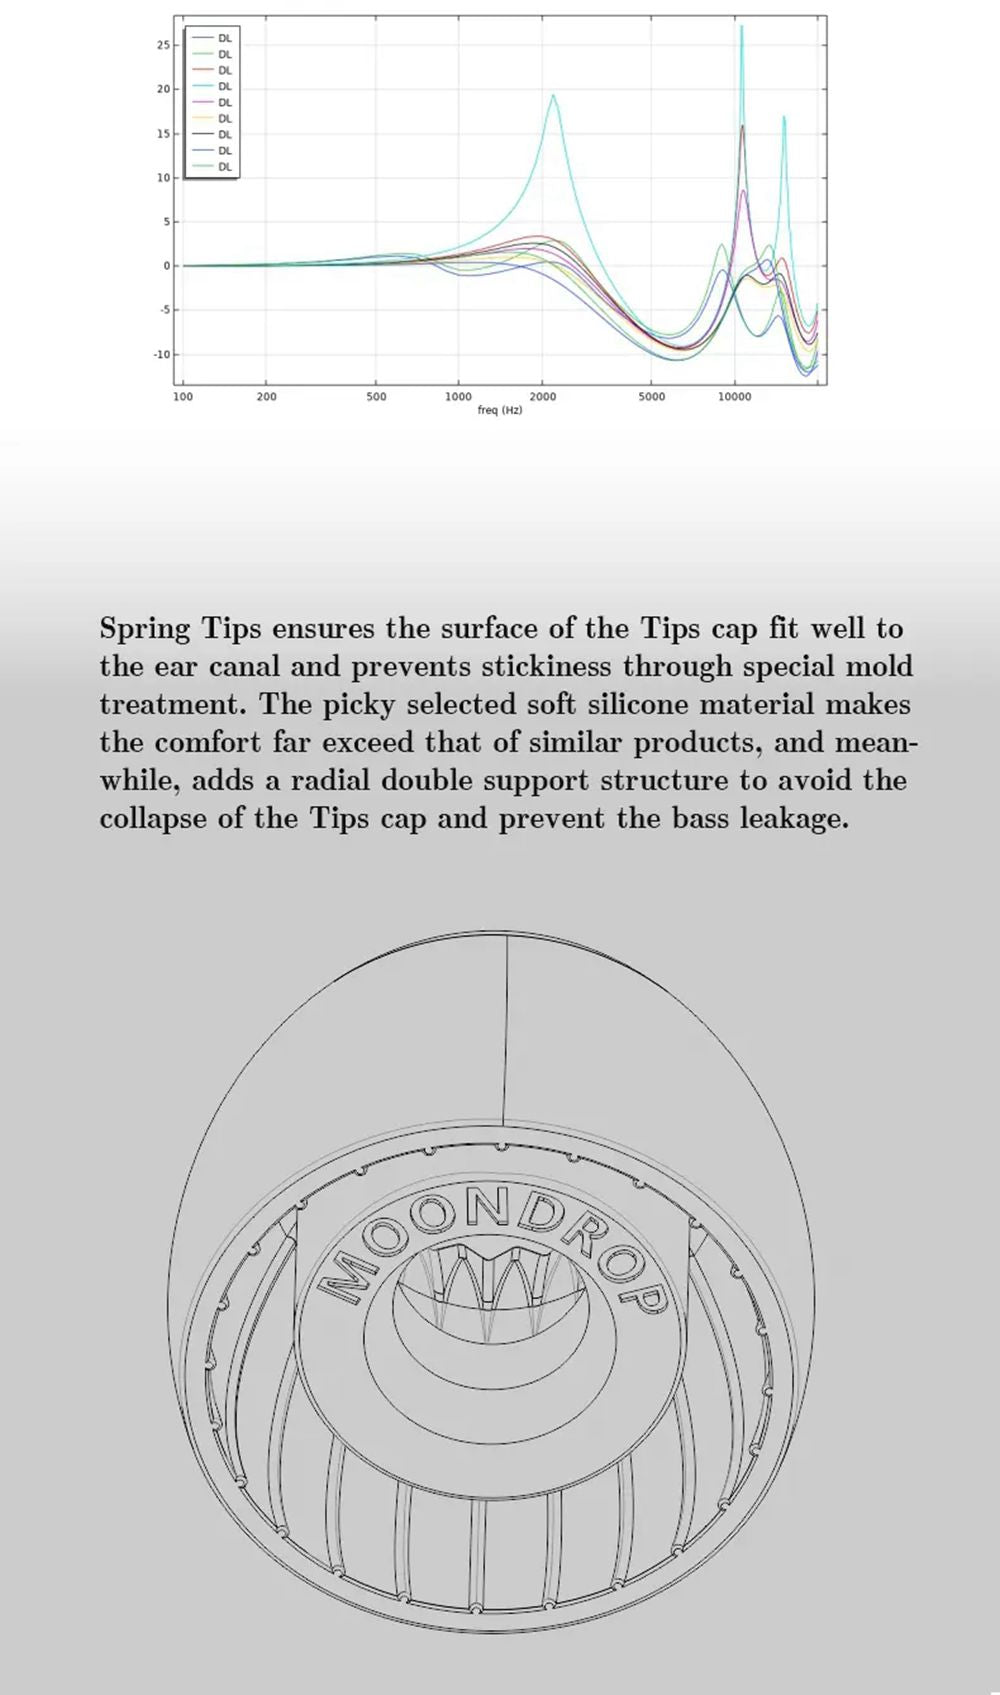 25
20
15
10
5
0
-5
-10
DL
DL
DL
DL
DL
DL
DL
DL
DL
100 200 500 1000 2000 5000 10000
freq (Hz)
Spring Tips ensures the surface of the Tips cap fit well to
the ear canal and prevents stickiness through special mold
treatment. The picky selected soft silicone material makes
the comfort far exceed that of similar products, and mean-
while, adds a radial double support structure to avoid the
collapse of the Tips cap and prevent the bass leakage.
MOONDROP